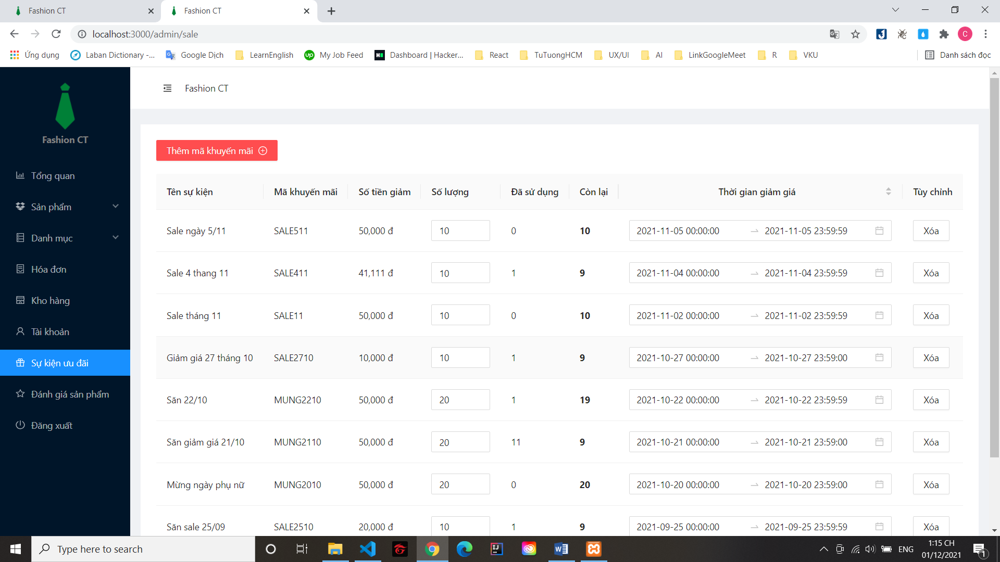 Fashion CT
Fashion CT
localhost:3000/admin/sale
C
Ứng dụng
Laban Dictionary -...
Google Dịch
LearnEnglish
My Job Feed
Dashboard | Hacker...
React
TuTuongHCM
UX/UI
AI
LinkGoogleMeet
R
VKU
Danh sách đọc
Fashion CT
Fashion CT
Tổng quan
Sản phẩm
Danh mục
Hóa đơn
Kho hàng
Tài khoản
Sự kiện ưu đãi
Đánh giá sản phẩm
Đăng xuất
Thêm mã khuyến mãi
Tên sự kiện Mã khuyến mãi Số tiền giảm Số lượng Đã sử dụng Còn lại Thời gian giảm giá Tùy chỉnh
Sale ngày 5/11 SALE511 50,000 đ 10 0 10 2021-11-05 00:00:00 2021-11-05 23:59:59 Xóa
Sale 4 thang 11 SALE411 41,111 đ 10 1 9 2021-11-04 00:00:00 2021-11-04 23:59:59 Xóa
Sale tháng 11 SALE11 50,000 đ 10 0 10 2021-11-02 00:00:00 2021-11-02 23:59:59 Xóa
Giảm giá 27 tháng 10 SALE2710 10,000 đ 10 1 9 2021-10-27 00:00:00 2021-10-27 23:59:00 Xóa
Săn 22/10 MUNG2210 50,000 đ 20 1 19 2021-10-22 00:00:00 2021-10-22 23:59:59 Xóa
Săn giảm giá 21/10 MUNG2110 50,000 đ 20 11 9 2021-10-21 00:00:00 2021-10-21 23:59:00 Xóa
Mừng ngày phụ nữ MUNG2010 50,000 đ 20 0 20 2021-10-20 00:00:00 2021-10-20 23:59:00 Xóa
Săn sale 25/09 SALE2510 20,000 đ 10 1 9 2021-09-25 00:00:00 2021-09-25 23:59:59 Xóa
Type here to search
ENG
1:15 CH
01/12/2021
1